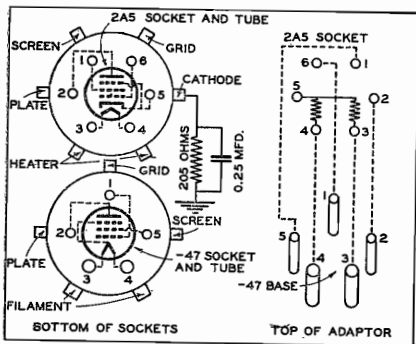 2A5 SOCKET AND TUBE
SCREEN
GRID
1
6
CATHODE
2
5
PLATE
3
4
HEATER
GRID
205 OHMS
0.25 MFD.
1
SCREEN
2
5
PLATE
-47 SOCKET
AND TUBE
3
4
FILAMENT
BOTTOM OF SOCKETS
2A5 SOCKET
6
1
5
2
4
3
1
5
2
4
3
-47 BASE
TOP OF ADAPTOR